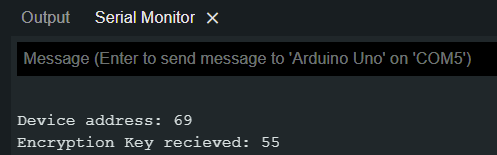 Output Serial Monitor ×
Message (Enter to send message to 'Arduino Uno' on 'COM5')
Device address: 69
Encryption Key recieved: 55